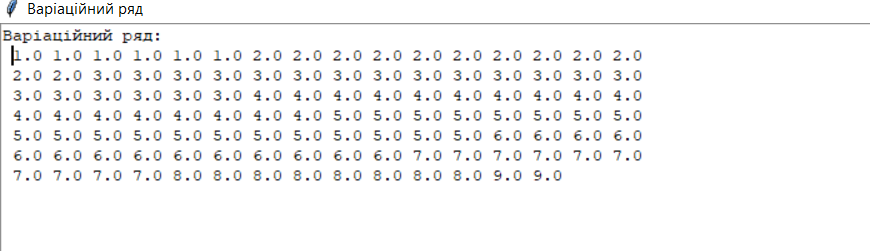 Варіаційний ряд
Варіаційний ряд:
1.0 1.0 1.0 1.0 1.0 1.0 2.0 2.0 2.0 2.0 2.0 2.0 2.0 2.0 2.0 2.0
2.0 2.0 3.0 3.0 3.0 3.0 3.0 3.0 3.0 3.0 3.0 3.0 3.0 3.0 3.0 3.0
3.0 3.0 3.0 3.0 3.0 3.0 4.0 4.0 4.0 4.0 4.0 4.0 4.0 4.0 4.0 4.0
4.0 4.0 4.0 4.0 4.0 4.0 4.0 4.0 5.0 5.0 5.0 5.0 5.0 5.0 5.0 5.0
5.0 5.0 5.0 5.0 5.0 5.0 5.0 5.0 5.0 5.0 5.0 5.0 6.0 6.0 6.0 6.0
6.0 6.0 6.0 6.0 6.0 6.0 6.0 6.0 6.0 6.0 7.0 7.0 7.0 7.0 7.0 7.0
7.0 7.0 7.0 7.0 8.0 8.0 8.0 8.0 8.0 8.0 8.0 8.0 9.0 9.0